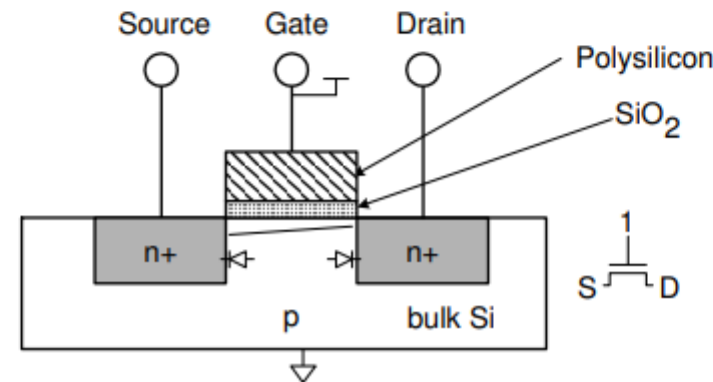 Source Gate Drain
Polysilicon
SiO2
n+ n+
1
S D
p bulk Si